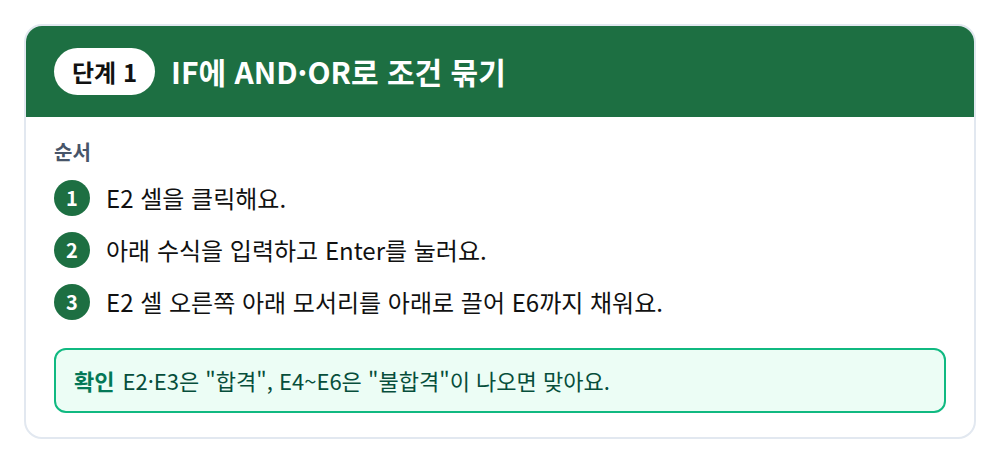 단계 1 IF에 AND·OR로 조건 묶기
순서
1 E2 셀을 클릭해요.
2 아래 수식을 입력하고 Enter를 눌러요.
3 E2 셀 오른쪽 아래 모서리를 아래로 끌어 E6까지 채워요.
확인 E2·E3은 "합격", E4~E6은 "불합격"이 나오면 맞아요.